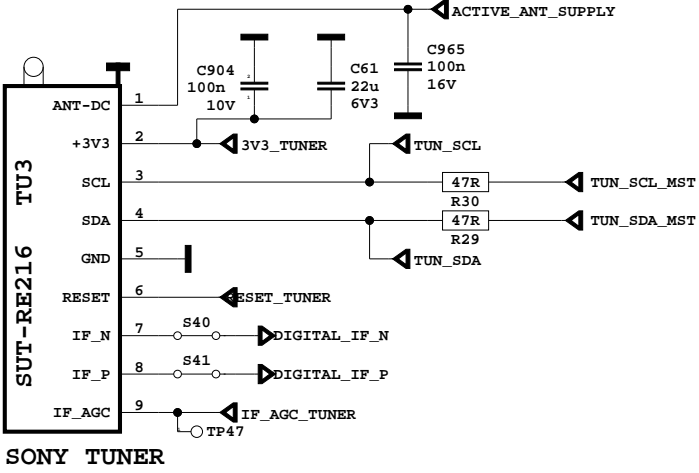 ACTIVE_ANT_SUPPLY
C904
100n
10V
C61
22u
6V3
C965
100n
16V
ANT-DC 1
+3V3 2 3V3_TUNER
TUN_SCL
SCL 3 47R TUN_SCL_MST
R30
SDA 4 47R TUN_SDA_MST
R29
GND 5 TUN_SDA
RESET 6 RESET_TUNER
IF_N 7 S40 DIGITAL_IF_N
IF_P 8 S41 DIGITAL_IF_P
IF_AGC 9 IF_AGC_TUNER
TP47
TU3
SUT-RE216
SONY TUNER